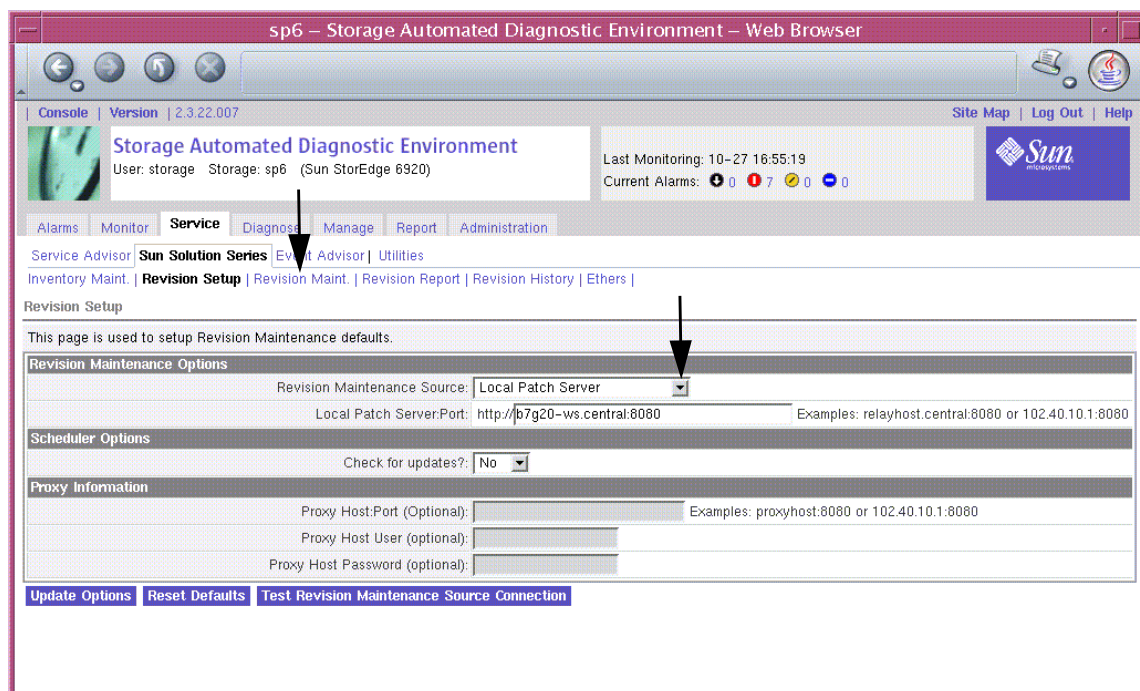 sp6 – Storage Automated Diagnostic Environment – Web Browser
| Console | Version | 2.3.22.007
Site Map | Log Out | Help
Storage Automated Diagnostic Environment
User: storage Storage: sp6 (Sun StorEdge 6920)
Last Monitoring: 10-27 16:55:19
Current Alarms: 0 7 0 0
Sun
microsystems
Alarms Monitor Service Diagnose Manage Report Administration
Service Advisor Sun Solution Series Advisor | Utilities
Inventory Maint. | Revision Setup | Revision Maint. | Revision Report | Revision History | Ethers |
Revision Setup
This page is used to setup Revision Maintenance defaults.
Revision Maintenance Options
Revision Maintenance Source: Local Patch Server
Local Patch Server:Port: http://b7g20-ws.central:8080 Examples: relayhost.central:8080 or 102.40.10.1:8080
Scheduler Options
Check for updates?: No
Proxy Information
Proxy Host:Port (Optional): Examples: proxyhost:8080 or 102.40.10.1:8080
Proxy Host User (optional):
Proxy Host Password (optional):
Update Options Reset Defaults Test Revision Maintenance Source Connection